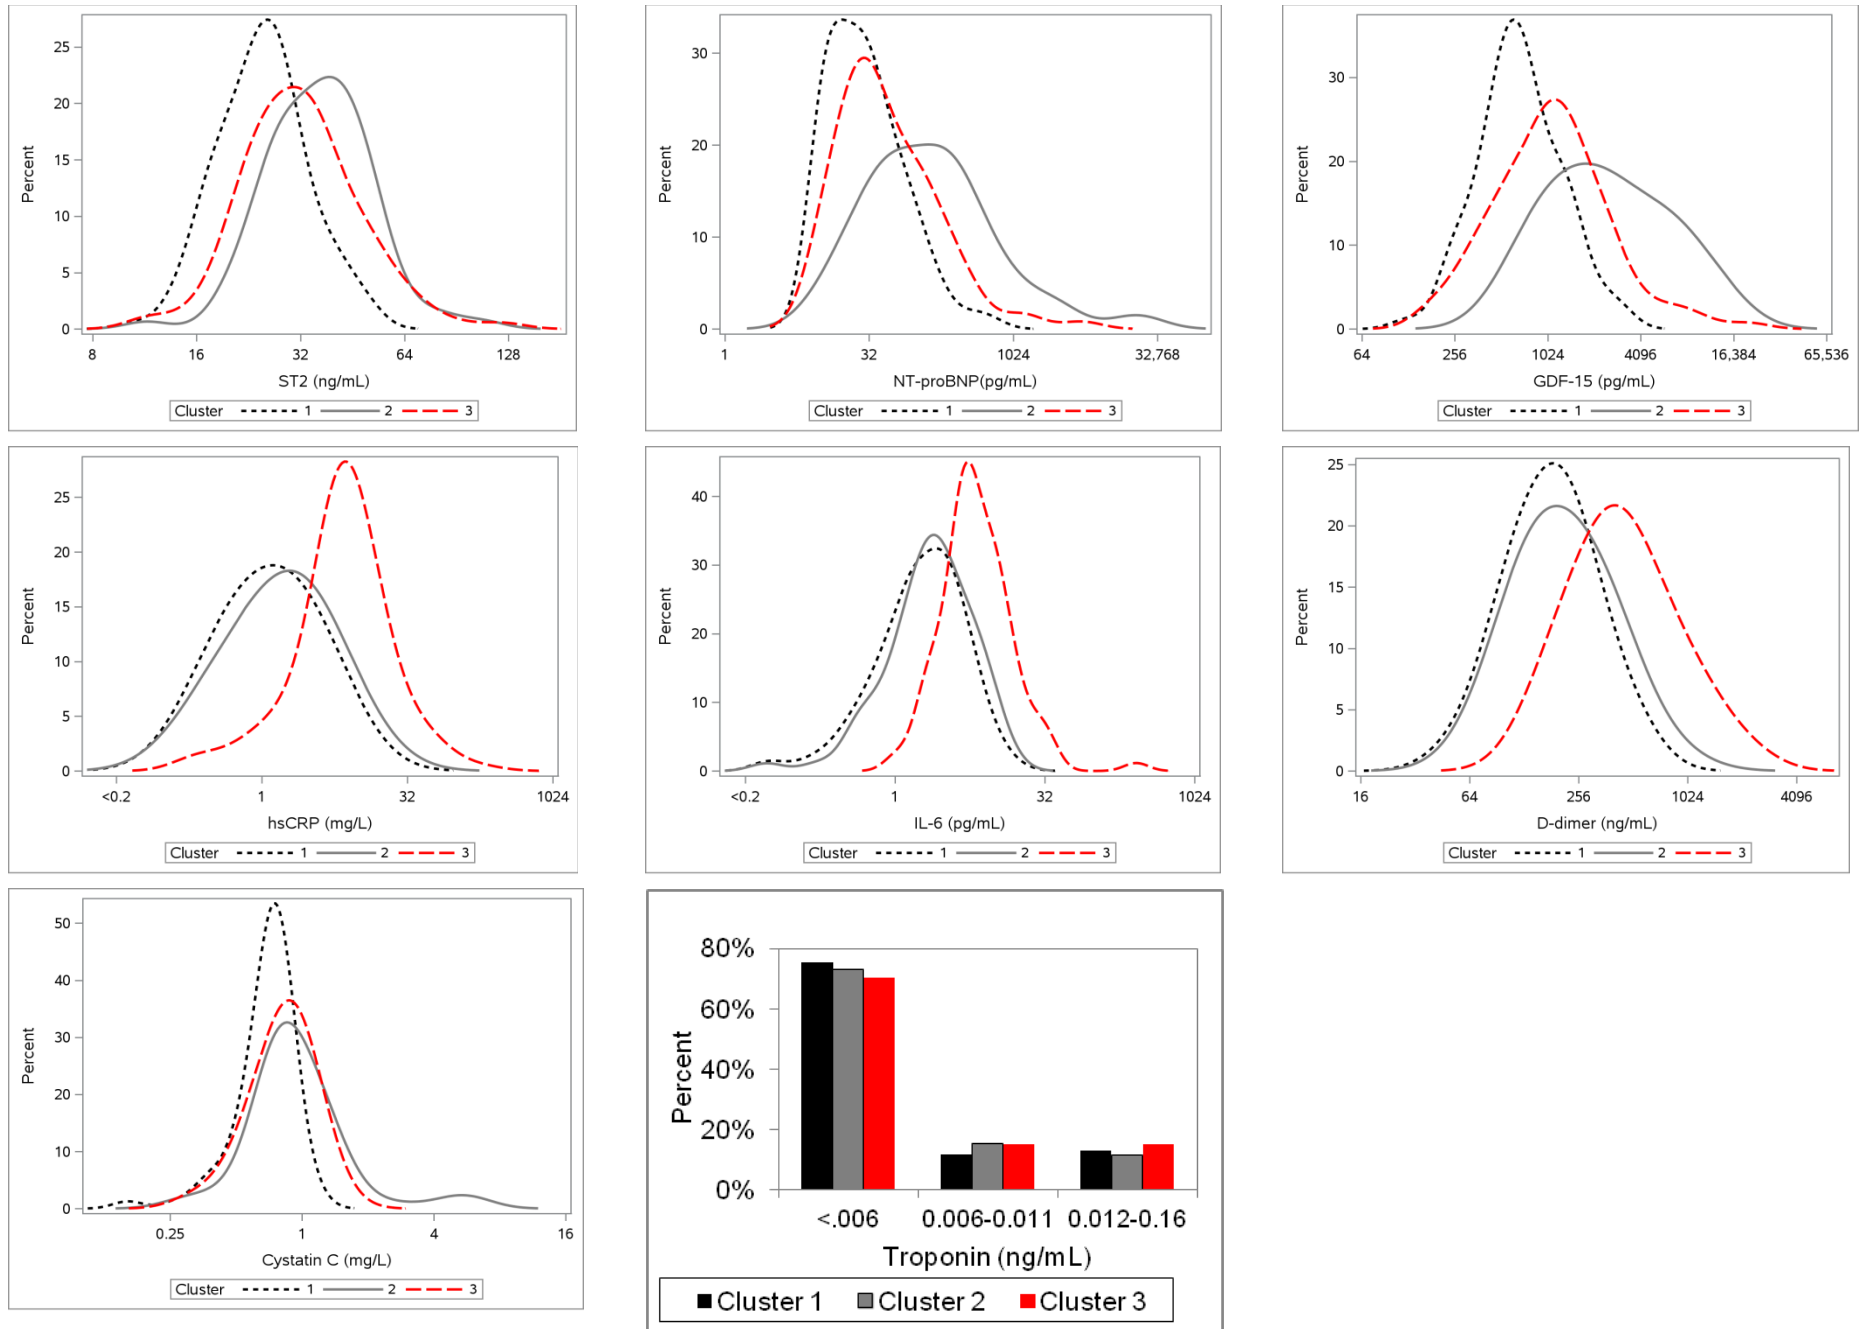 25
20
15
10
5
0
Percent
8 16 32 64 128
ST2 (ng/mL)
Cluster 1 2 3
30
20
10
0
Percent
1 32 1024 32,768
NT-proBNP(pg/mL)
Cluster 1 2 3
30
20
10
0
Percent
64 256 1024 4096 16,384 65,536
GDF-15 (pg/mL)
Cluster 1 2 3
25
20
15
10
5
0
Percent
<0.2 1 32 1024
hsCRP (mg/L)
Cluster 1 2 3
40
30
20
10
0
Percent
<0.2 1 32 1024
IL-6 (pg/mL)
Cluster 1 2 3
25
20
15
10
5
0
Percent
16 64 256 1024 4096
D-dimer (ng/mL)
Cluster 1 2 3
50
40
30
20
10
0
Percent
0.25 1 4 16
Cystatin C (mg/L)
Cluster 1 2 3
80%
60%
40%
20%
0%
Percent
<.006 0.006-0.011 0.012-0.16
Troponin (ng/mL)
Cluster 1 Cluster 2 Cluster 3